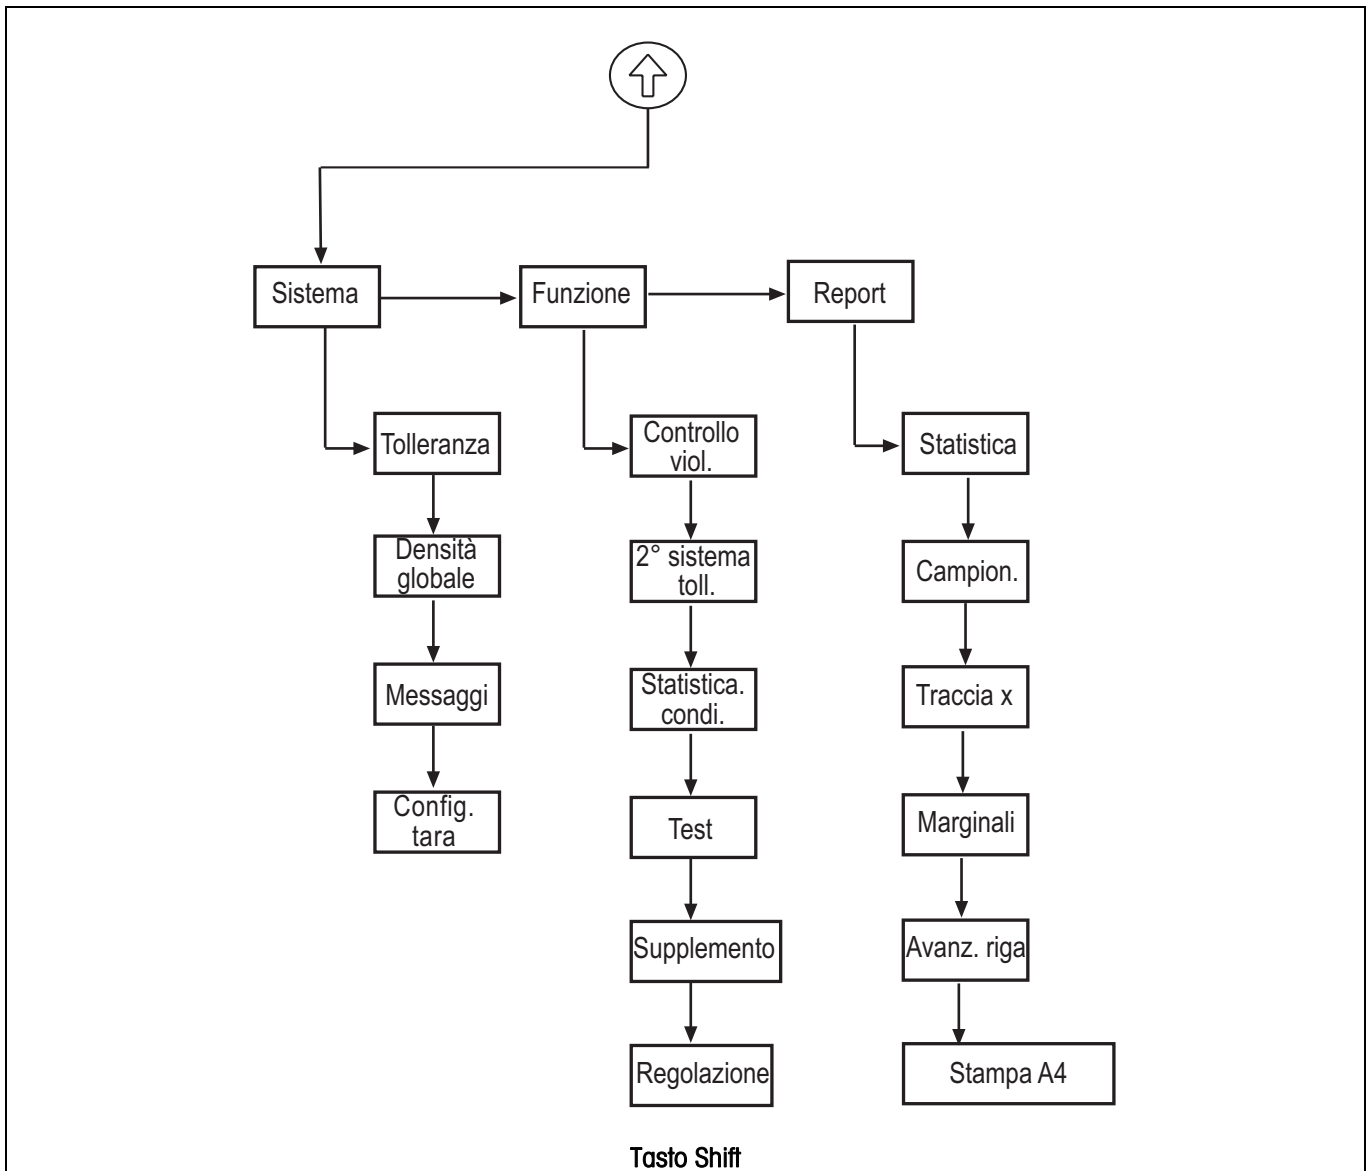 Sistema
Funzione
Report
Tolleranza
Densità
globale
Messaggi
Config.
tara
Controllo
viol.
2° sistema
toll.
Statistica.
condi.
Test
Supplemento
Regolazione
Statistica
Campion.
Traccia x
Marginali
Avanz. riga
Stampa A4
Tasto Shift